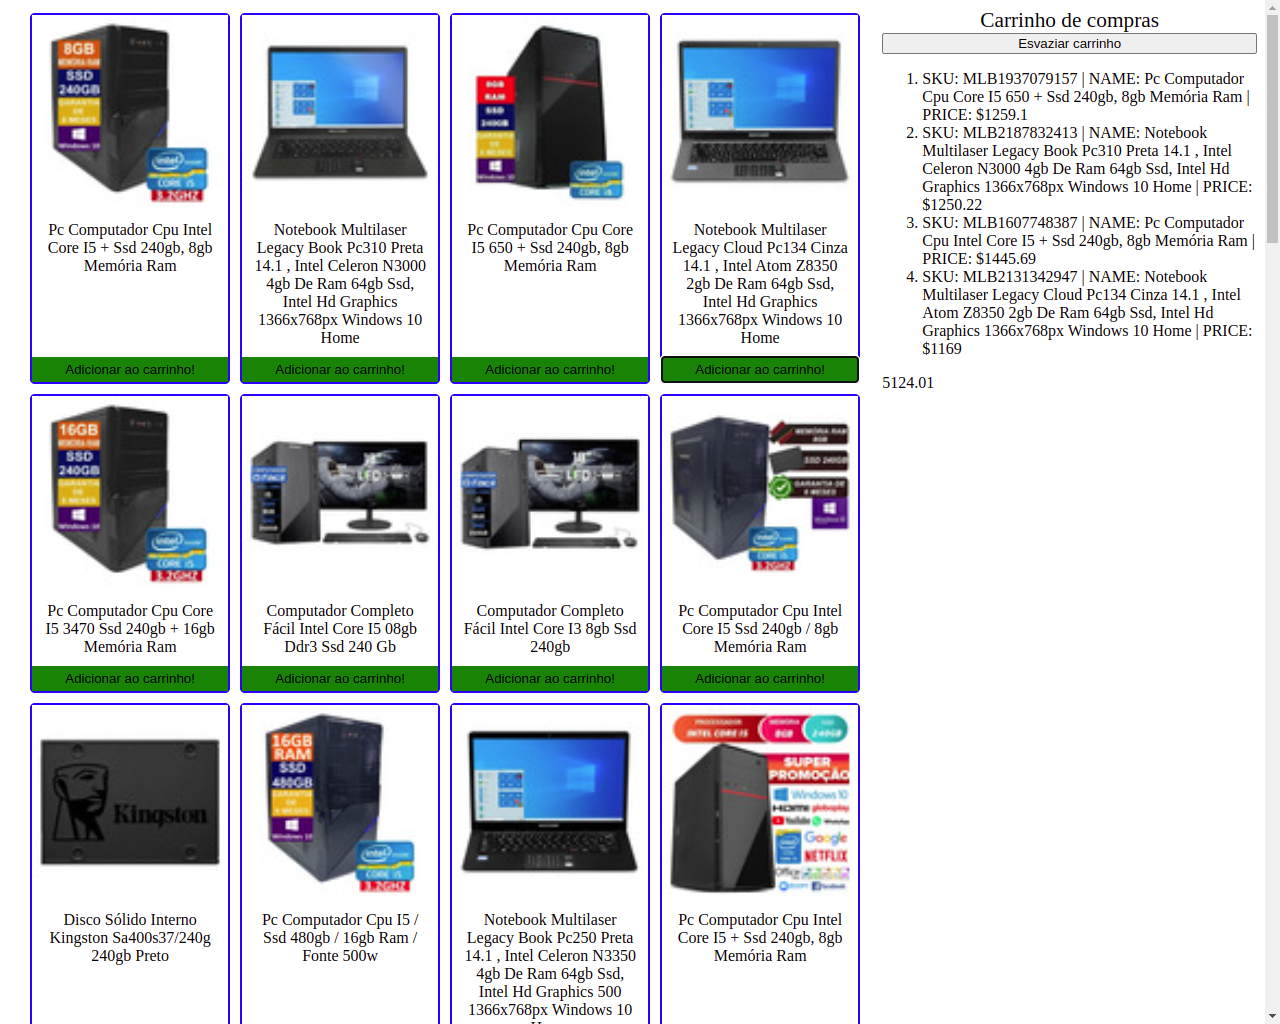 8GB
MEMÓRIA RAM
SSD
240GB
GARANTIA
DE
6 MESES
Windows 10
intel
CORE i5
3.2GHZ
Pc Computador Cpu Intel
Core I5 + Ssd 240gb, 8gb
Memória Ram
Adicionar ao carrinho!
Notebook Multilaser
Legacy Book Pc310 Preta
14.1 , Intel Celeron N3000
4gb De Ram 64gb Ssd,
Intel Hd Graphics
1366x768px Windows 10
Home
Adicionar ao carrinho!
8GB
RAM
SSD
240GB
GARANTIA
DE
6 MESES
Windows 10
intel
CORE i5
Pc Computador Cpu Core
I5 650 + Ssd 240gb, 8gb
Memória Ram
Adicionar ao carrinho!
Notebook Multilaser
Legacy Cloud Pc134 Cinza
14.1 , Intel Atom Z8350
2gb De Ram 64gb Ssd,
Intel Hd Graphics
1366x768px Windows 10
Home
Adicionar ao carrinho!
16GB
MEMÓRIA RAM
SSD
240GB
GARANTIA
DE
6 MESES
Windows 10
intel
CORE i5
3.2GHZ
Pc Computador Cpu Core
I5 3470 Ssd 240gb + 16gb
Memória Ram
Adicionar ao carrinho!
LED
Computador Completo
Fácil Intel Core I5 08gb
Ddr3 Ssd 240 Gb
Adicionar ao carrinho!
18"
LED
Computador Completo
Fácil Intel Core I3 8gb Ssd
240gb
Adicionar ao carrinho!
MEMÓRIA RAM
8GB
SSD 240GB
GARANTIA DE
6 MESES
intel
CORE i5
3.2GHZ
Pc Computador Cpu Intel
Core I5 Ssd 240gb / 8gb
Memória Ram
Adicionar ao carrinho!
Kingston
Disco Sólido Interno
Kingston Sa400s37/240g
240gb Preto
16GB
RAM
SSD
480GB
GARANTIA
DE
6 MESES
Windows 10
intel
CORE i5
3.2GHZ
Pc Computador Cpu I5 /
Ssd 480gb / 16gb Ram /
Fonte 500w
Notebook Multilaser
Legacy Book Pc250 Preta
14.1 , Intel Celeron N3350
4gb De Ram 64gb Ssd,
Intel Hd Graphics 500
1366x768px Windows 10
PROCESSADOR
INTEL CORE I5
MEMÓRIA
8GB
SSD
240GB
SUPER
PROMOÇÃO
Windows 10
HDMI globoplay
YouTube WhatsApp
Google
NETFLIX
Office
zoom facebook
Pc Computador Cpu Intel
Core I5 + Ssd 240gb, 8gb
Memória Ram
Carrinho de compras
Esvaziar carrinho
1. SKU: MLB1937079157 | NAME: Pc Computador
Cpu Core I5 650 + Ssd 240gb, 8gb Memória Ram |
PRICE: $1259.1
2. SKU: MLB2187832413 | NAME: Notebook
Multilaser Legacy Book Pc310 Preta 14.1 , Intel
Celeron N3000 4gb De Ram 64gb Ssd, Intel Hd
Graphics 1366x768px Windows 10 Home | PRICE:
$1250.22
3. SKU: MLB1607748387 | NAME: Pc Computador
Cpu Intel Core I5 + Ssd 240gb, 8gb Memória Ram |
PRICE: $1445.69
4. SKU: MLB2131342947 | NAME: Notebook
Multilaser Legacy Cloud Pc134 Cinza 14.1 , Intel
Atom Z8350 2gb De Ram 64gb Ssd, Intel Hd
Graphics 1366x768px Windows 10 Home | PRICE:
$1169
5124.01